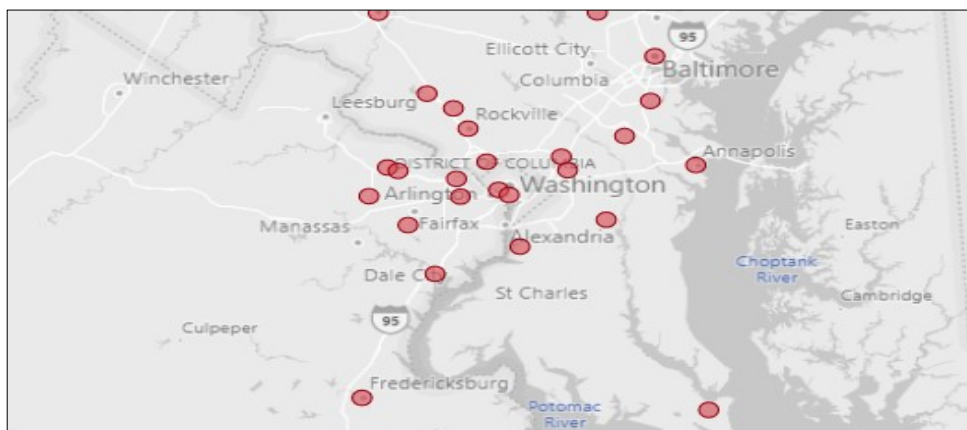 95
Ellicott City
Baltimore
Winchester
Columbia
Leesburg
Rockville
Annapolis
DISTRICT OF COLUMBIA
Washington
Arlington
Manassas
Fairfax
Alexandria
Easton
Dale City
Choptank
River
St Charles
Cambridge
95
Culpeper
Fredericksburg
Potomac
River